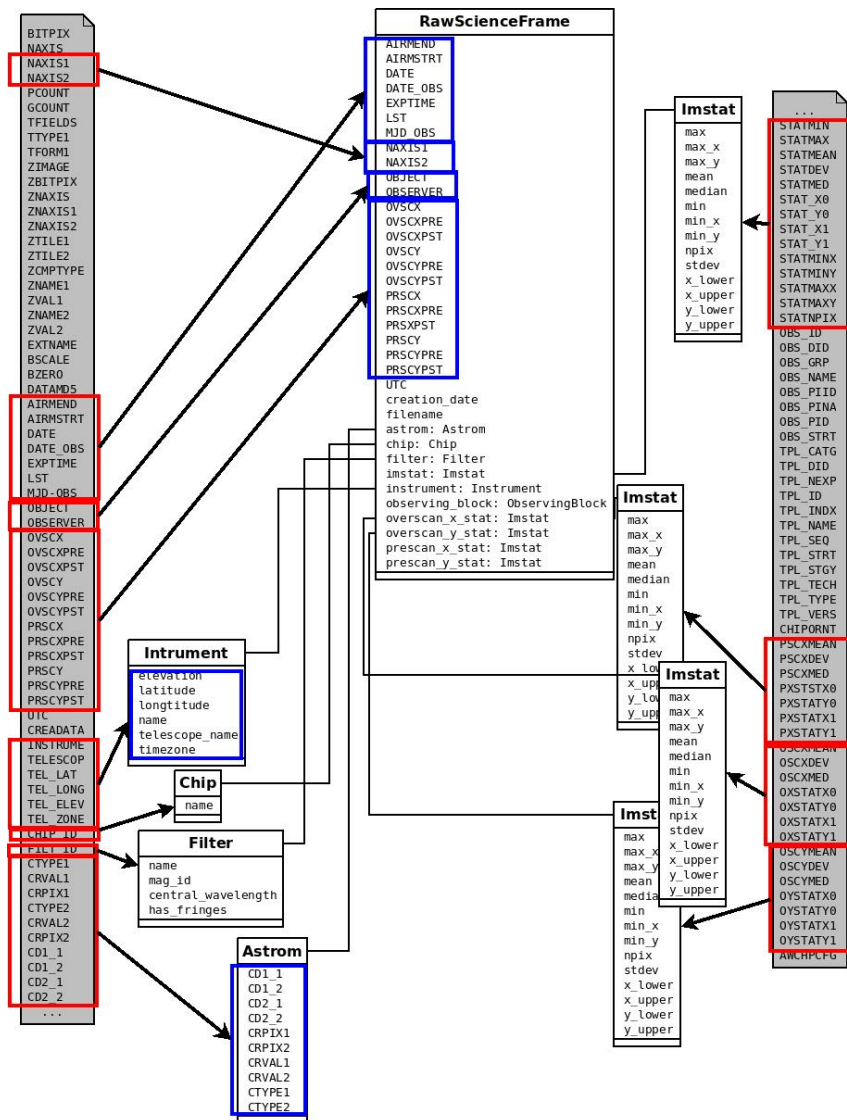 BITPIX
NAXIS
NAXIS1
NAXIS2
PCOUNT
GCOUNT
TFIELDS
TTYPE1
TFORM1
ZIMAGE
ZBITPIX
ZNAXIS
ZNAXIS1
ZNAXIS2
ZTILE1
ZTILE2
ZCMPTYPE
ZNAME1
ZVAL1
ZNAME2
ZVAL2
EXTNAME
BSCALE
BZERO
DATAMD5
AIRMEND
AIRMSTRT
DATE
DATE_OBS
EXPTIME
LST
MJD-OBS
OBJECT
OBSERVER
OVSCX
OVSCXPRE
OVSCXPST
OVSCY
OVSCYPRE
OVSCYPST
PRSCX
PRSCXPRE
PRSCXPST
PRSCY
PRSCYPRE
PRSCYPST
UTC
CREADATA
INSTRUME
TELESCOP
TEL_LAT
TEL_LONG
TEL_ELEV
TEL_ZONE
CHIP_ID
FILT_ID
CTYPE1
CRVAL1
CRPIX1
CTYPE2
CRVAL2
CRPIX2
CD1_1
CD1_2
CD2_1
CD2_2
...
RawScienceFrame
AIRMEND
AIRMSTRT
DATE
DATE_OBS
EXPTIME
LST
MJD_OBS
NAXIS1
NAXIS2
OBJECT
OBSERVER
OVSCX
OVSCXPRE
OVSCXPST
OVSCY
OVSCYPRE
OVSCYPST
PRSCX
PRSCXPRE
PRSXPST
PRSCY
PRSCYPRE
PRSCYPST
UTC
creation_date
filename
astrom: Astrom
chip: Chip
filter: Filter
imstat: Imstat
instrument: Instrument
observing_block: ObservingBlock
overscan_x_stat: Imstat
overscan_y_stat: Imstat
prescan_x_stat: Imstat
prescan_y_stat: Imstat
Intrument
elevation
latitude
longtitude
name
telescope_name
timezone
Chip
name
Filter
name
mag_id
central_wavelength
has_fringes
Astrom
CD1_1
CD1_2
CD2_1
CD2_2
CRPIX1
CRPIX2
CRVAL1
CRVAL2
CTYPE1
CTYPE2
Imstat
max
max_x
max_y
mean
median
min
min_x
min_y
npix
stdev
x_lower
x_upper
y_lower
y_upper
Imstat
max
max_x
max_y
mean
median
min
min_x
min_y
npix
stdev
x_low
x_upp
y_low
y_up
Imstat
max
max_x
max_y
mean
median
min
min_x
min_y
npix
stdev
x_lower
x_upper
y_lower
y_upper
Imst
max
max_x
max_y
mean
media
min
min_x
min_y
npix
stdev
x_lower
x_upper
y_lower
y_upper
...
STATMIN
STATMAX
STATMEAN
STATDEV
STATMED
STAT_X0
STAT_Y0
STAT_X1
STAT_Y1
STATMINX
STATMINY
STATMAXX
STATMAXY
STATNPIX
OBS_ID
OBS_DID
OBS_GRP
OBS_NAME
OBS_PIID
OBS_PINA
OBS_PID
OBS_STRT
TPL_CATG
TPL_DID
TPL_NEXP
TPL_ID
TPL_INDX
TPL_NAME
TPL_SEQ
TPL_STRT
TPL_STGY
TPL_TECH
TPL_TYPE
TPL_VERS
CHIPORNT
PSCXMEAN
PSCXDEV
PSCXMED
PXSTSTX0
PXSTATY0
PXSTATX1
PXSTATY1
OSCXMEAN
OSCXDEV
OSCXMED
OXSTATX0
OXSTATY0
OXSTATX1
OXSTATY1
OSCYMEAN
OSCYDEV
OSCYMED
OYSTATX0
OYSTATY0
OYSTATX1
OYSTATY1
AWCHPCFG